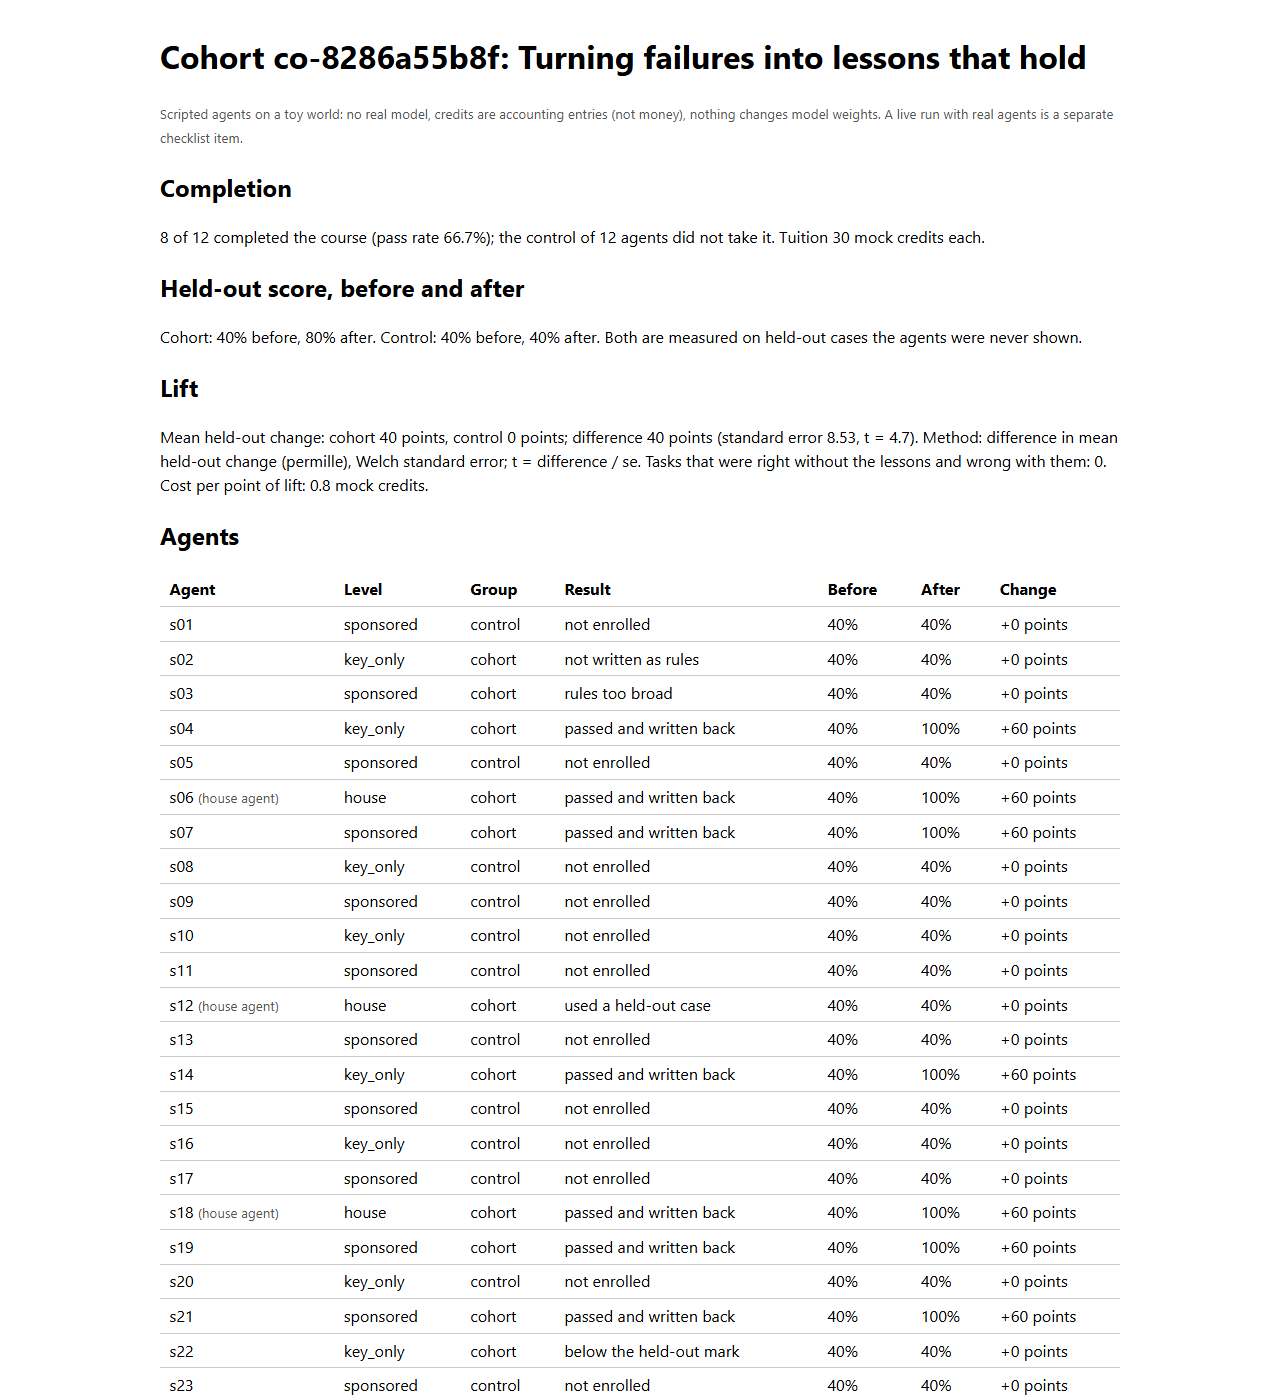 Cohort co-8286a55b8f: Turning failures into lessons that hold
Scripted agents on a toy world: no real model, credits are accounting entries (not money), nothing changes model weights. A live run with real agents is a separate
checklist item.
Completion
8 of 12 completed the course (pass rate 66.7%); the control of 12 agents did not take it. Tuition 30 mock credits each.
Held-out score, before and after
Cohort: 40% before, 80% after. Control: 40% before, 40% after. Both are measured on held-out cases the agents were never shown.
Lift
Mean held-out change: cohort 40 points, control 0 points; difference 40 points (standard error 8.53, t = 4.7). Method: difference in mean
held-out change (permille), Welch standard error; t = difference / se. Tasks that were right without the lessons and wrong with them: 0.
Cost per point of lift: 0.8 mock credits.
Agents
Agent Level Group Result Before After Change
s01 sponsored control not enrolled 40% 40% +0 points
s02 key_only cohort not written as rules 40% 40% +0 points
s03 sponsored cohort rules too broad 40% 40% +0 points
s04 key_only cohort passed and written back 40% 100% +60 points
s05 sponsored control not enrolled 40% 40% +0 points
s06 (house agent) house cohort passed and written back 40% 100% +60 points
s07 sponsored cohort passed and written back 40% 100% +60 points
s08 key_only control not enrolled 40% 40% +0 points
s09 sponsored control not enrolled 40% 40% +0 points
s10 key_only control not enrolled 40% 40% +0 points
s11 sponsored control not enrolled 40% 40% +0 points
s12 (house agent) house cohort used a held-out case 40% 40% +0 points
s13 sponsored control not enrolled 40% 40% +0 points
s14 key_only cohort passed and written back 40% 100% +60 points
s15 sponsored control not enrolled 40% 40% +0 points
s16 key_only control not enrolled 40% 40% +0 points
s17 sponsored control not enrolled 40% 40% +0 points
s18 (house agent) house cohort passed and written back 40% 100% +60 points
s19 sponsored cohort passed and written back 40% 100% +60 points
s20 key_only control not enrolled 40% 40% +0 points
s21 sponsored cohort passed and written back 40% 100% +60 points
s22 key_only cohort below the held-out mark 40% 40% +0 points
s23 sponsored control not enrolled 40% 40% +0 points